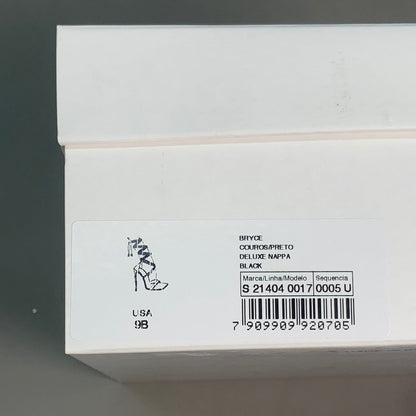 BRYCE
COUROS/PRETO
DELUXE NAPPA
BLACK
Marca/Linha/Modelo Sequencia
S 21404 0017 0005 U
USA
9B
7 909909 920705